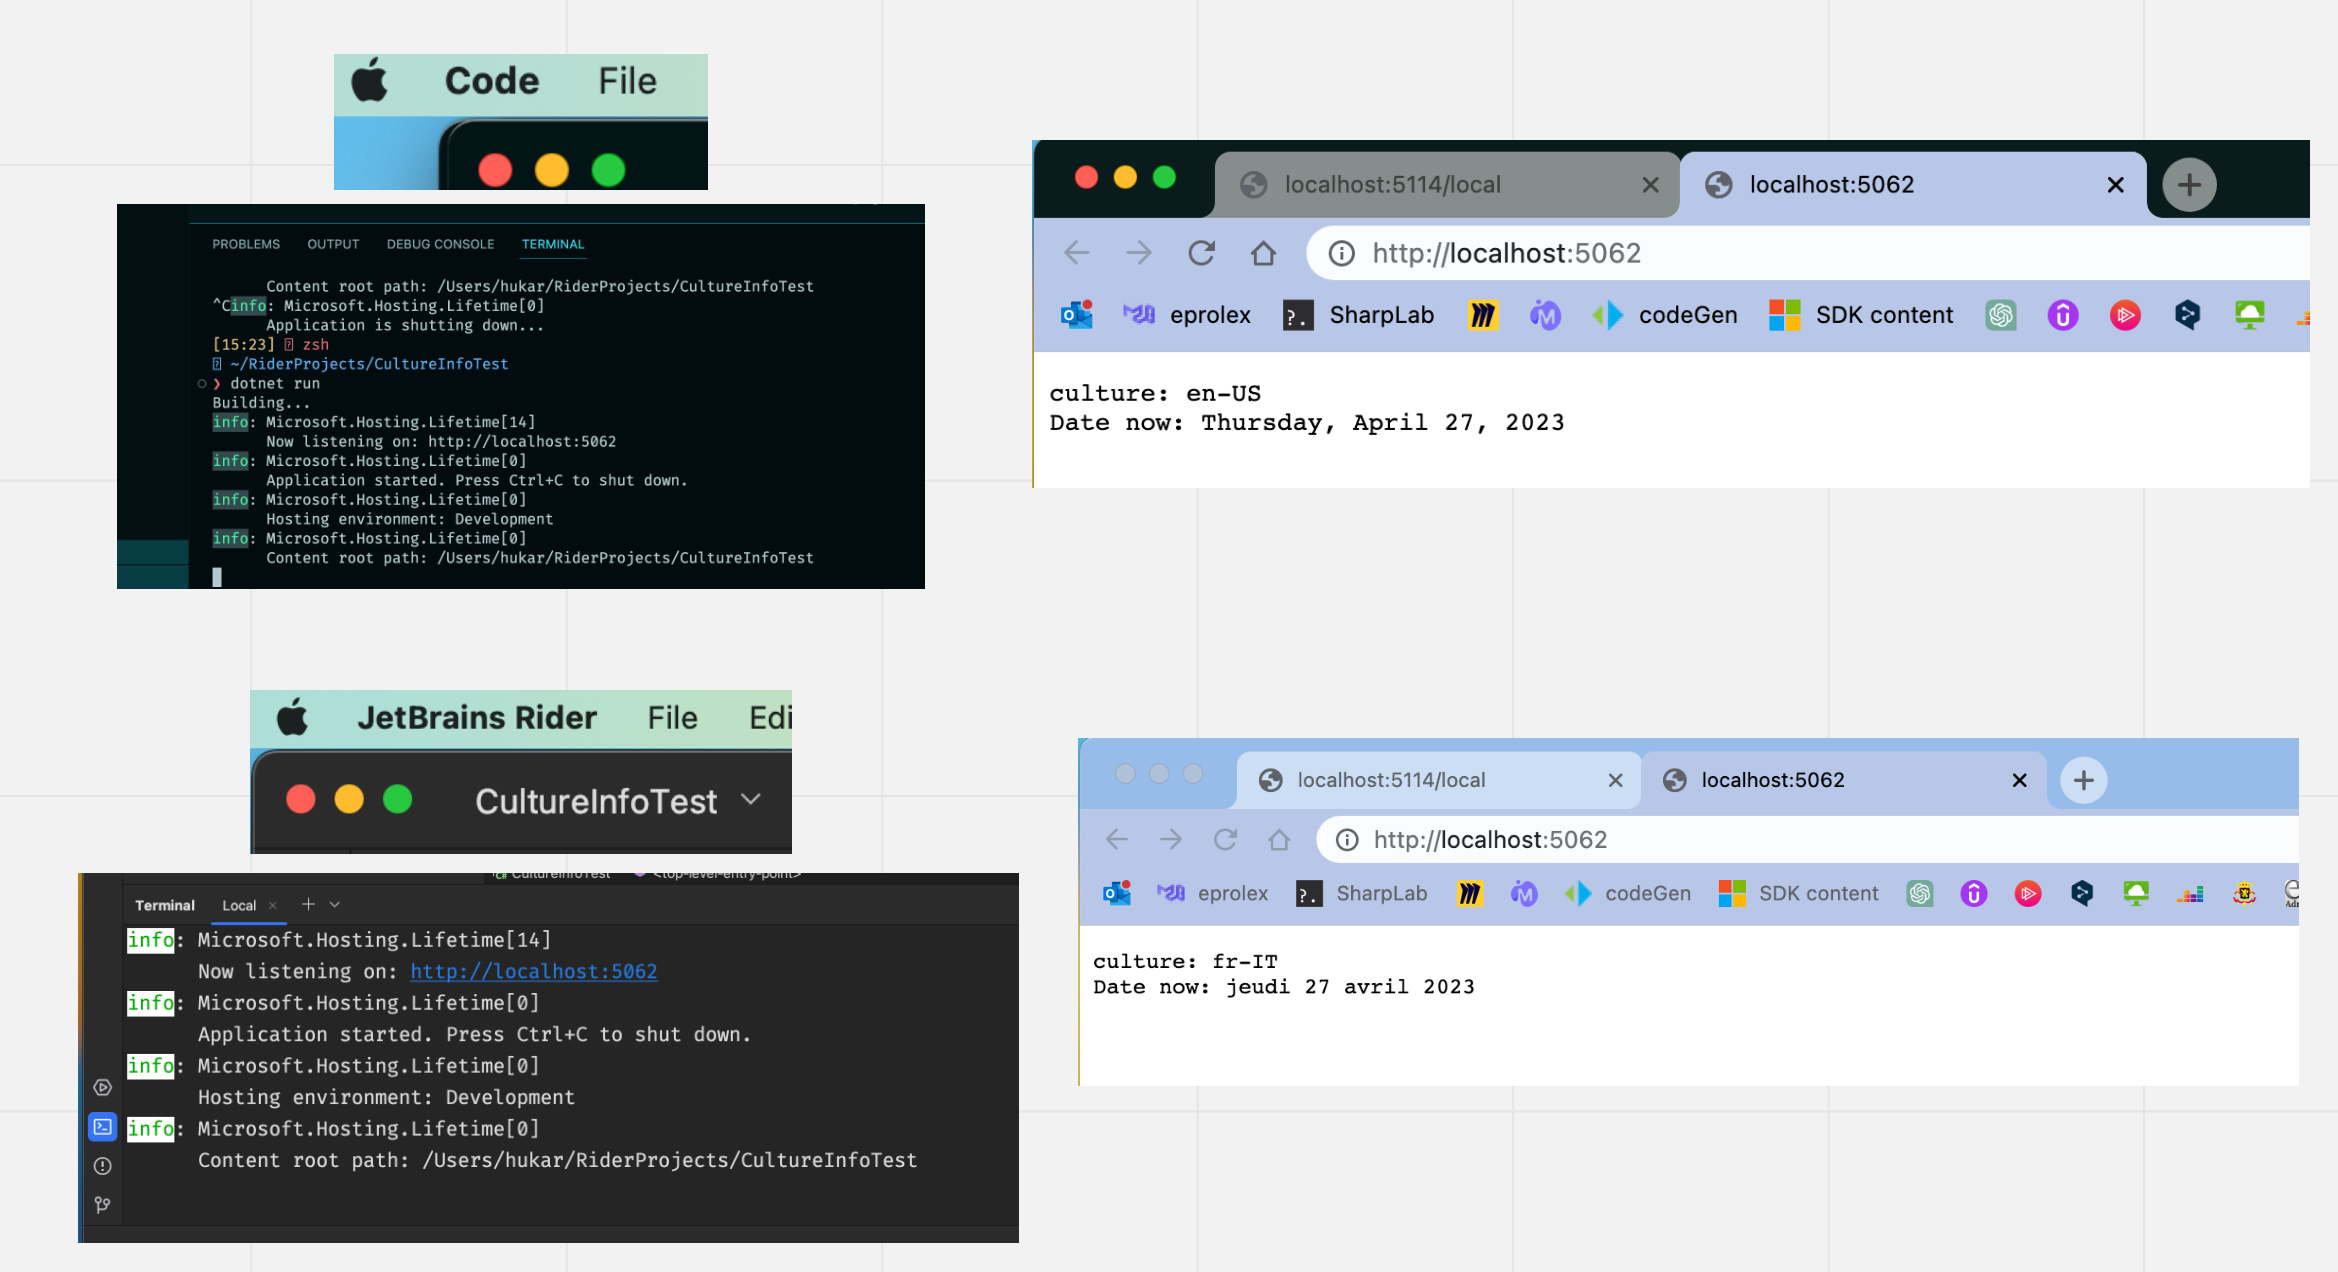 Code File
PROBLEMS OUTPUT DEBUG CONSOLE TERMINAL
Content root path: /Users/hukar/RiderProjects/CultureInfoTest
^Cinfo: Microsoft.Hosting.Lifetime[0]
Application is shutting down...
[15:23] zsh
~/RiderProjects/CultureInfoTest
❯ dotnet run
Building...
info: Microsoft.Hosting.Lifetime[14]
Now listening on: http://localhost:5062
info: Microsoft.Hosting.Lifetime[0]
Application started. Press Ctrl+C to shut down.
info: Microsoft.Hosting.Lifetime[0]
Hosting environment: Development
info: Microsoft.Hosting.Lifetime[0]
Content root path: /Users/hukar/RiderProjects/CultureInfoTest
localhost:5114/local localhost:5062
http://localhost:5062
eprolex SharpLab codeGen SDK content
culture: en-US
Date now: Thursday, April 27, 2023
JetBrains Rider File Edi
CultureInfoTest
CultureInfoTest <top-level-entry-point>
Terminal Local
info: Microsoft.Hosting.Lifetime[14]
Now listening on: http://localhost:5062
info: Microsoft.Hosting.Lifetime[0]
Application started. Press Ctrl+C to shut down.
info: Microsoft.Hosting.Lifetime[0]
Hosting environment: Development
info: Microsoft.Hosting.Lifetime[0]
Content root path: /Users/hukar/RiderProjects/CultureInfoTest
localhost:5114/local localhost:5062
http://localhost:5062
eprolex SharpLab codeGen SDK content
culture: fr-IT
Date now: jeudi 27 avril 2023